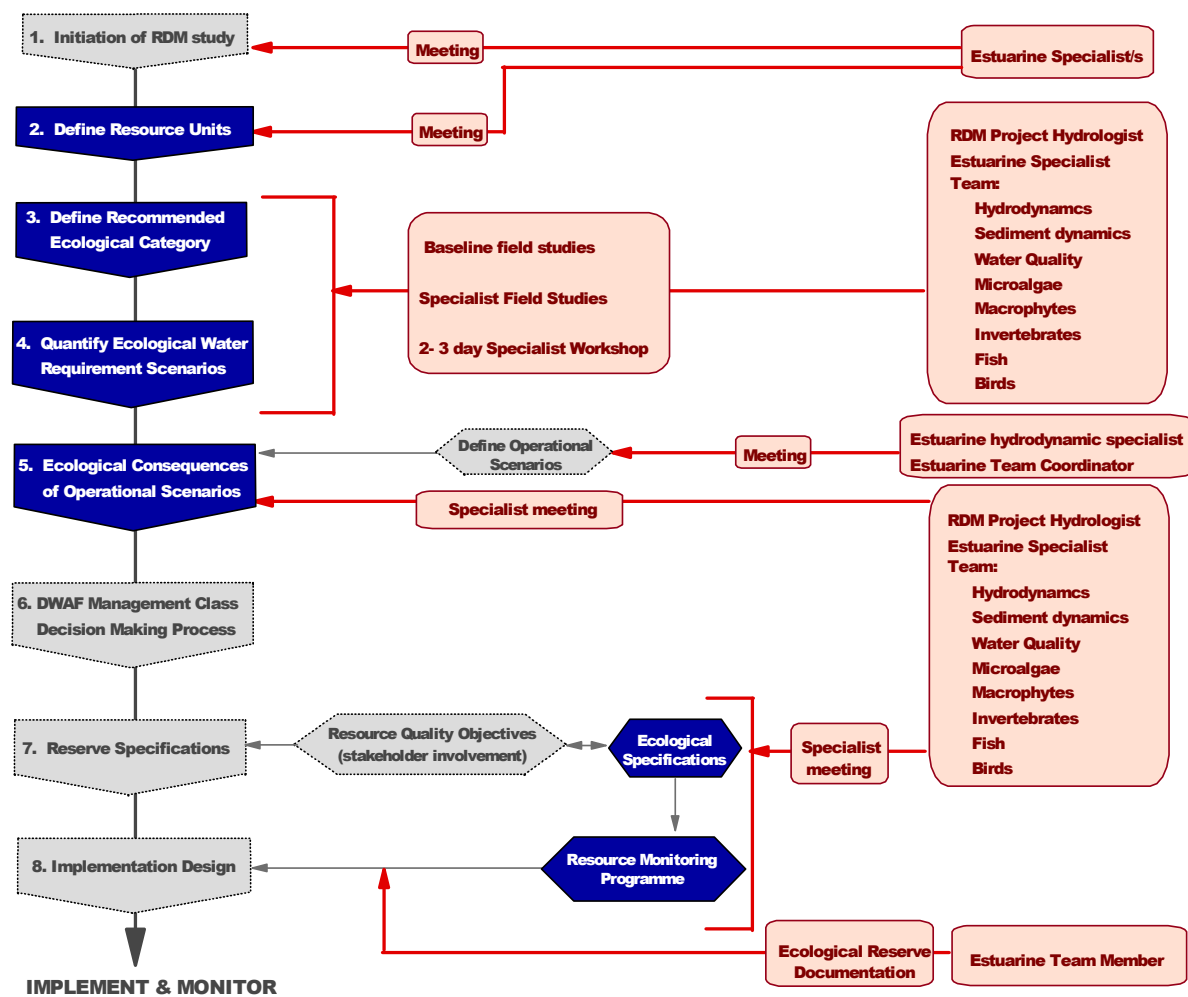 1. Initiation of RDM study
Meeting
Estuarine Specialist/s
2. Define Resource Units
Meeting
3. Define Recommended
Ecological Category
4. Quantify Ecological Water
Requirement Scenarios
Baseline field studies
Specialist Field Studies
2- 3 day Specialist Workshop
RDM Project Hydrologist
Estuarine Specialist
Team:
Hydrodynamcs
Sediment dynamics
Water Quality
Microalgae
Macrophytes
Invertebrates
Fish
Birds
5. Ecological Consequences
of Operational Scenarios
Define Operational
Scenarios
Meeting
Estuarine hydrodynamic specialist
Estuarine Team Coordinator
Specialist meeting
RDM Project Hydrologist
Estuarine Specialist
Team:
Hydrodynamcs
Sediment dynamics
Water Quality
Microalgae
Macrophytes
Invertebrates
Fish
Birds
6. DWAF Management Class
Decision Making Process
7. Reserve Specifications
Resource Quality Objectives
(stakeholder involvement)
Ecological
Specifications
Specialist
meeting
8. Implementation Design
Resource Monitoring
Programme
Ecological Reserve
Documentation
Estuarine Team Member
IMPLEMENT & MONITOR